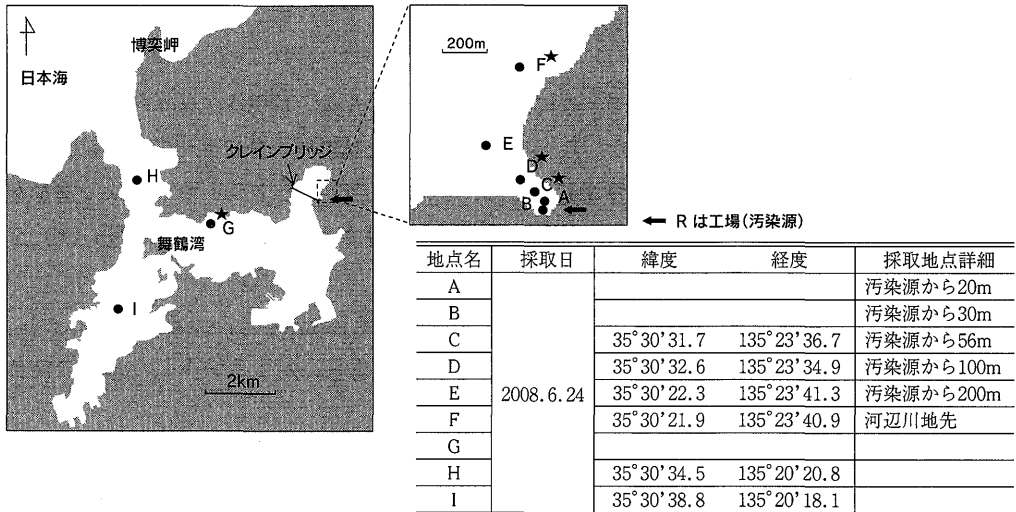 博奕岬
日本海
クレインブリッジ
H
G
舞鶴湾
I
2km
200m
F
E
D
C
A
B
R は工場(汚染源)
地点名 採取日 緯度 経度 採取地点詳細
A 汚染源から20m
B 汚染源から30m
C 35°30'31.7 135°23'36.7 汚染源から56m
D 35°30'32.6 135°23'34.9 汚染源から100m
E 2008.6.24 35°30'22.3 135°23'41.3 汚染源から200m
F 35°30'21.9 135°23'40.9 河辺川地先
G
H 35°30'34.5 135°20'20.8
I 35°30'38.8 135°20'18.1